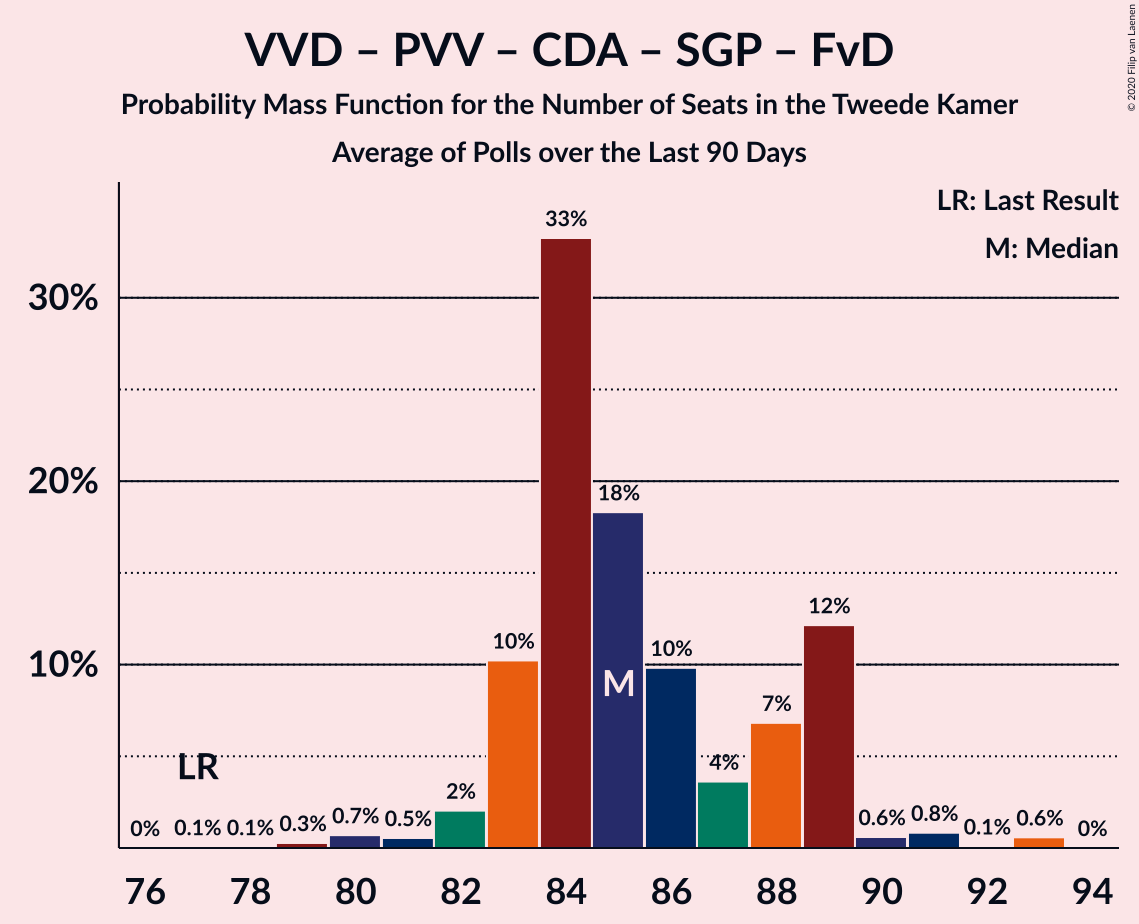 © 2020 Filip van Laenen
VVD – PVV – CDA – SGP – FvD
Probability Mass Function for the Number of Seats in the Tweede Kamer
Average of Polls over the Last 90 Days
LR: Last Result
M: Median
30%
20%
10%
0%
0.1%
0.1%
0.3%
0.7%
0.5%
2%
10%
33%
18%
10%
4%
7%
12%
0.6%
0.8%
0.1%
0.6%
0%
LR
M
76 78 80 82 84 86 88 90 92 94